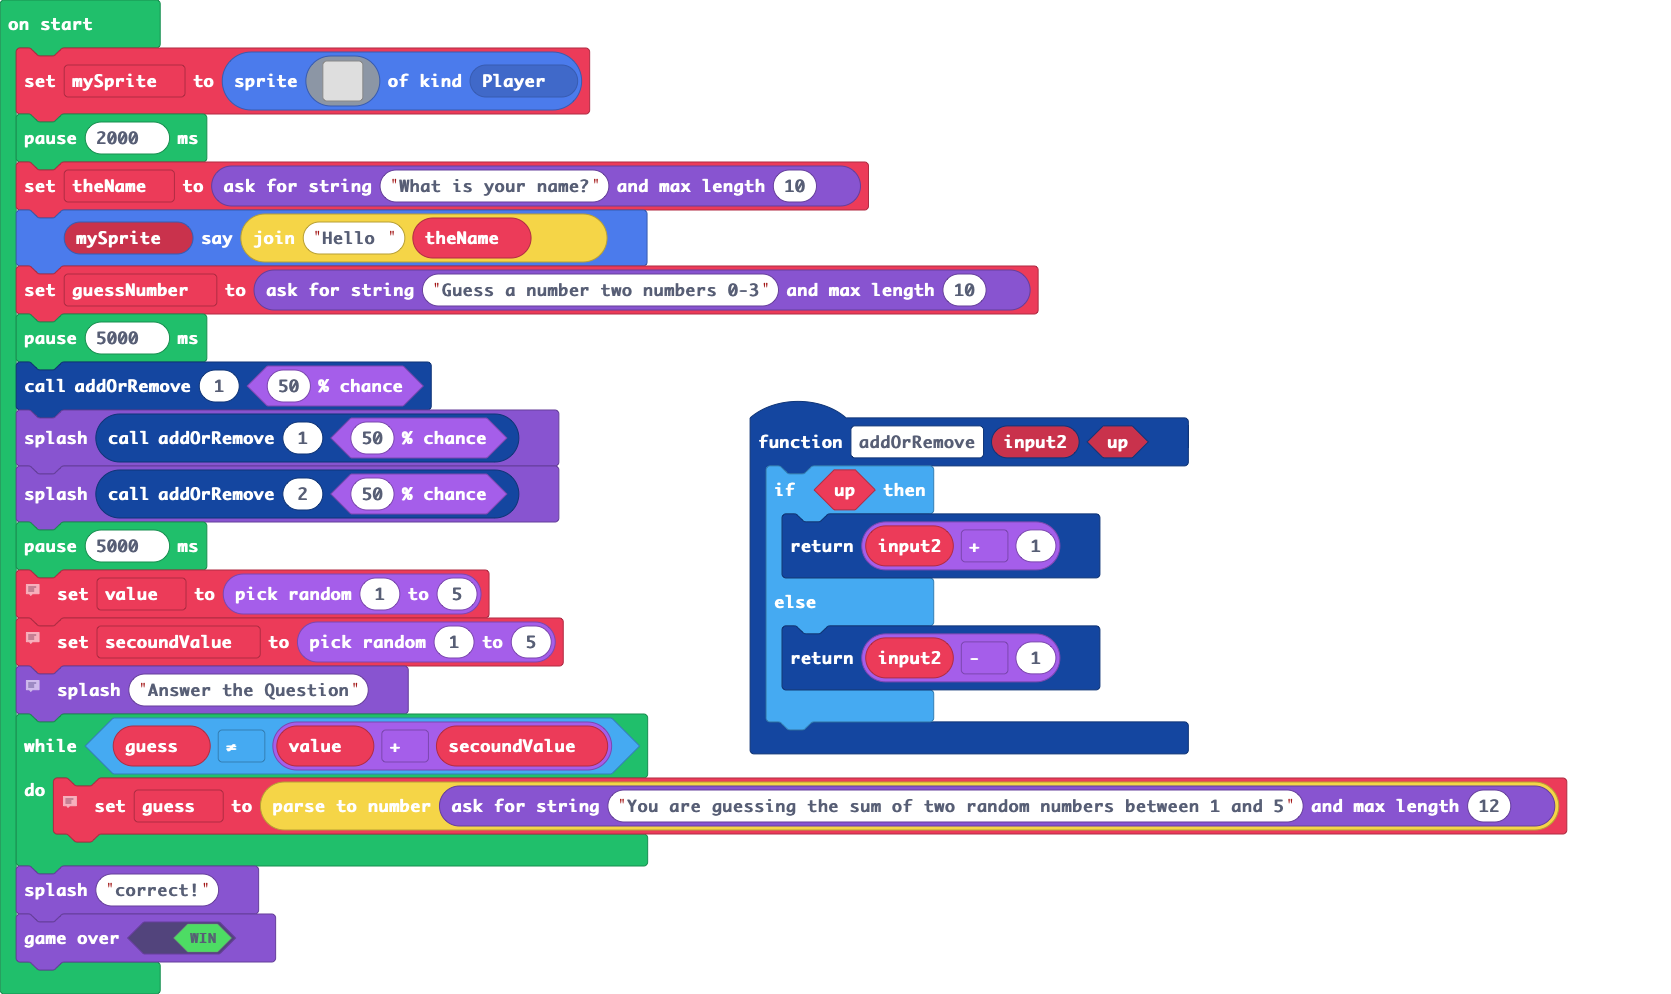 on start
set mySprite to sprite of kind Player
pause 2000 ms
set theName to ask for string "What is your name?" and max length 10
mySprite say join "Hello " theName
set guessNumber to ask for string "Guess a number two numbers 0-3" and max length 10
pause 5000 ms
call addOrRemove 1 50 % chance
splash call addOrRemove 1 50 % chance
splash call addOrRemove 2 50 % chance
pause 5000 ms
set value to pick random 1 to 5
set secoundValue to pick random 1 to 5
splash "Answer the Question"
while guess ≠ value + secoundValue
do set guess to parse to number ask for string "You are guessing the sum of two random numbers between 1 and 5" and max length 12
splash "correct!"
game over WIN
function addOrRemove input2 up
if up then
return input2 + 1
else
return input2 - 1